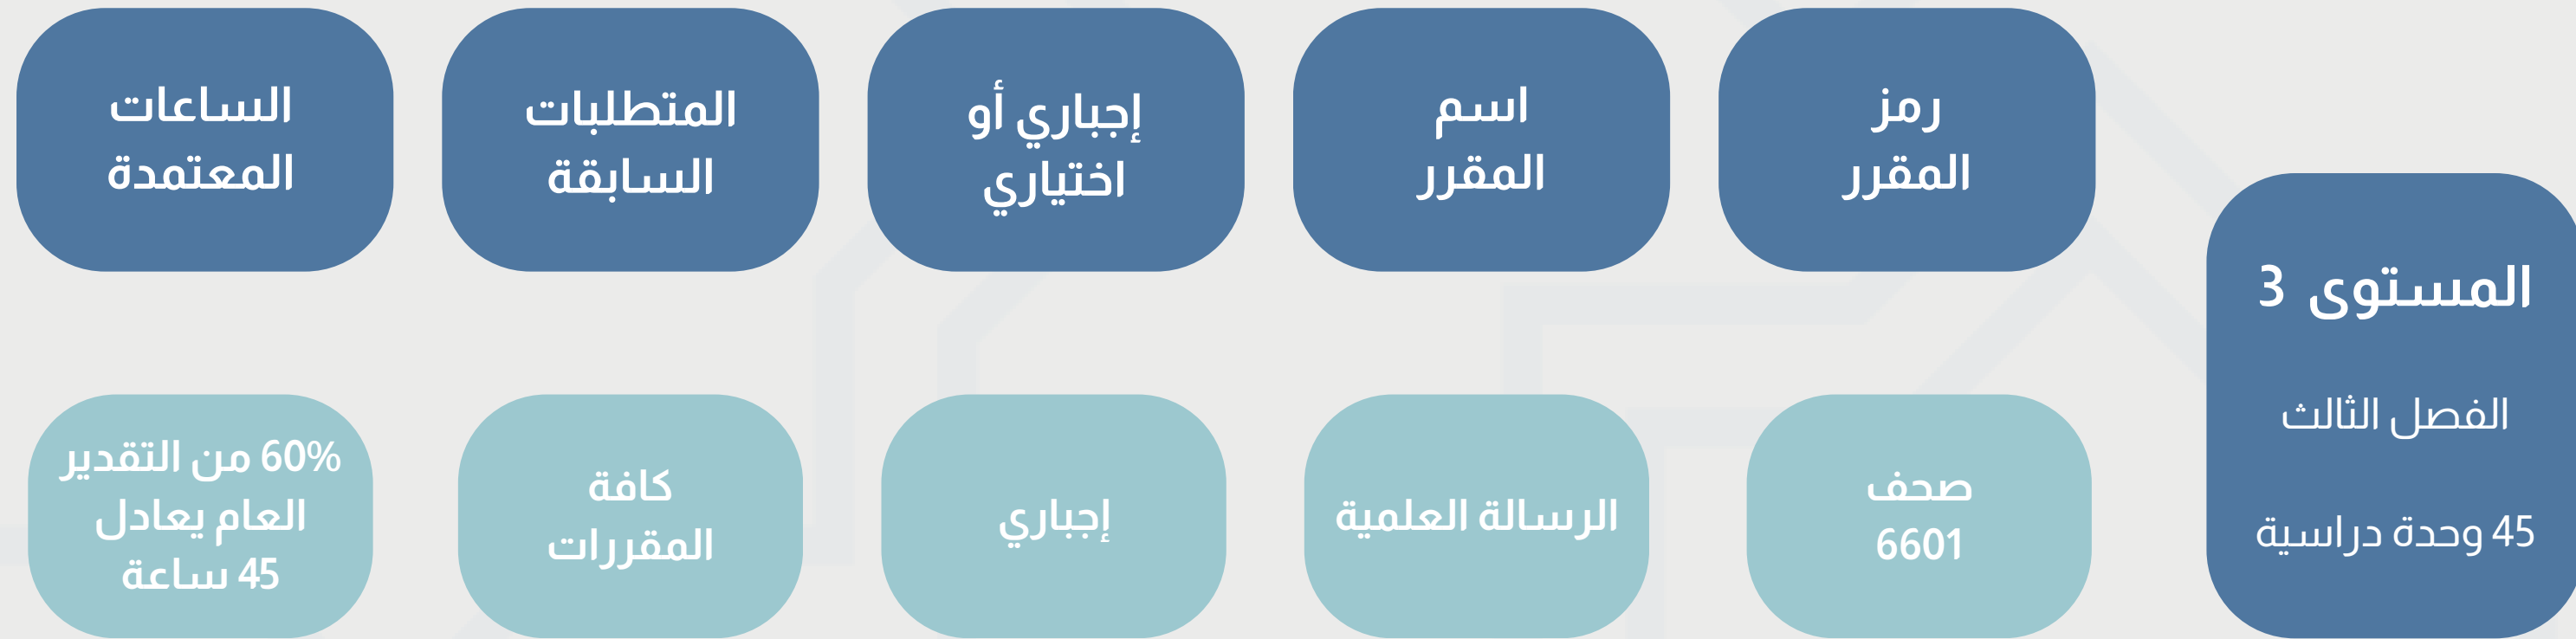 رمز
المقرر
اسم
المقرر
إجباري أو
اختياري
المتطلبات
السابقة
الساعات
المعتمدة
المستوى 3
الفصل الثالث
45 وحدة دراسية
صحف
6601
الرسالة العلمية
إجباري
كافة
المقررات
60% من التقدير
العام يعادل
45 ساعة